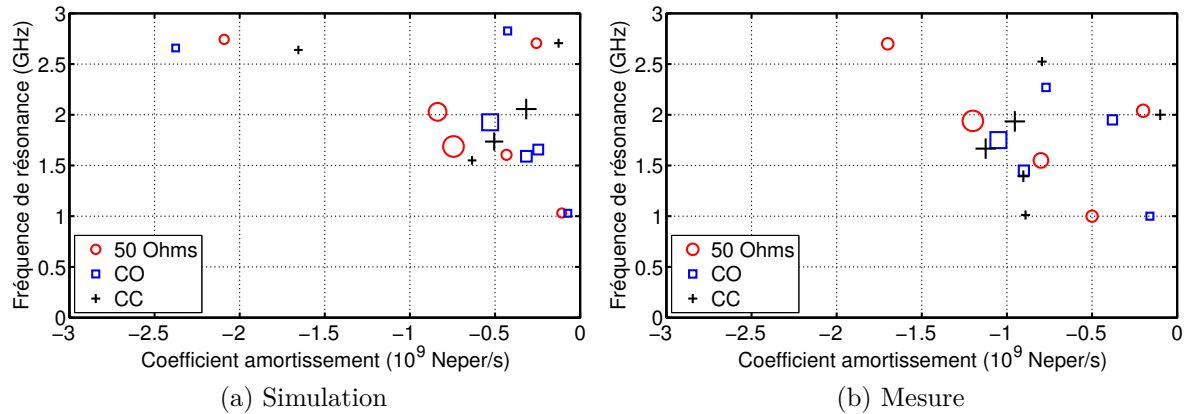 3
2.5
2
1.5
1
0.5
0
Fréquence de résonance (GHz)
50 Ohms
CO
CC
−3
−2.5
−2
−1.5
−1
−0.5
0
Coefficient amortissement (10⁹ Neper/s)
(a) Simulation
3
2.5
2
1.5
1
0.5
0
Fréquence de résonance (GHz)
50 Ohms
CO
CC
−3
−2.5
−2
−1.5
−1
−0.5
0
Coefficient amortissement (10⁹ Neper/s)
(b) Mesure